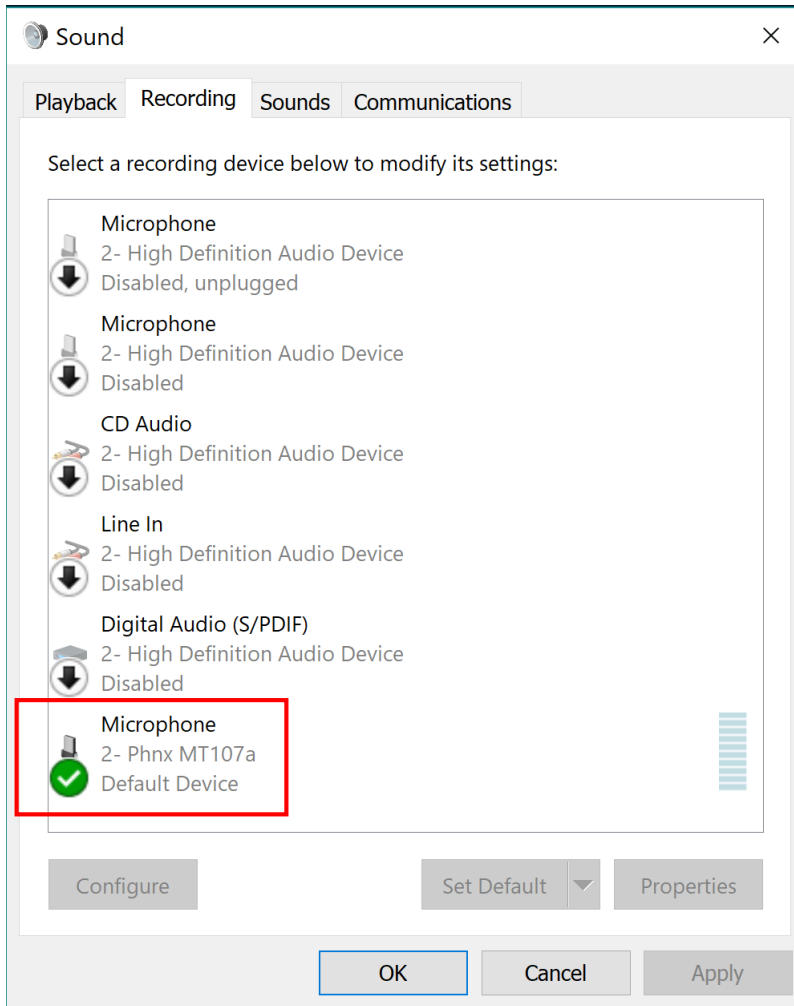 Sound
Playback Recording Sounds Communications
Select a recording device below to modify its settings:
Microphone
2- High Definition Audio Device
Disabled, unplugged
Microphone
2- High Definition Audio Device
Disabled
CD Audio
2- High Definition Audio Device
Disabled
Line In
2- High Definition Audio Device
Disabled
Digital Audio (S/PDIF)
2- High Definition Audio Device
Disabled
Microphone
2- Phnx MT107a
Default Device
Configure Set Default Properties
OK Cancel Apply